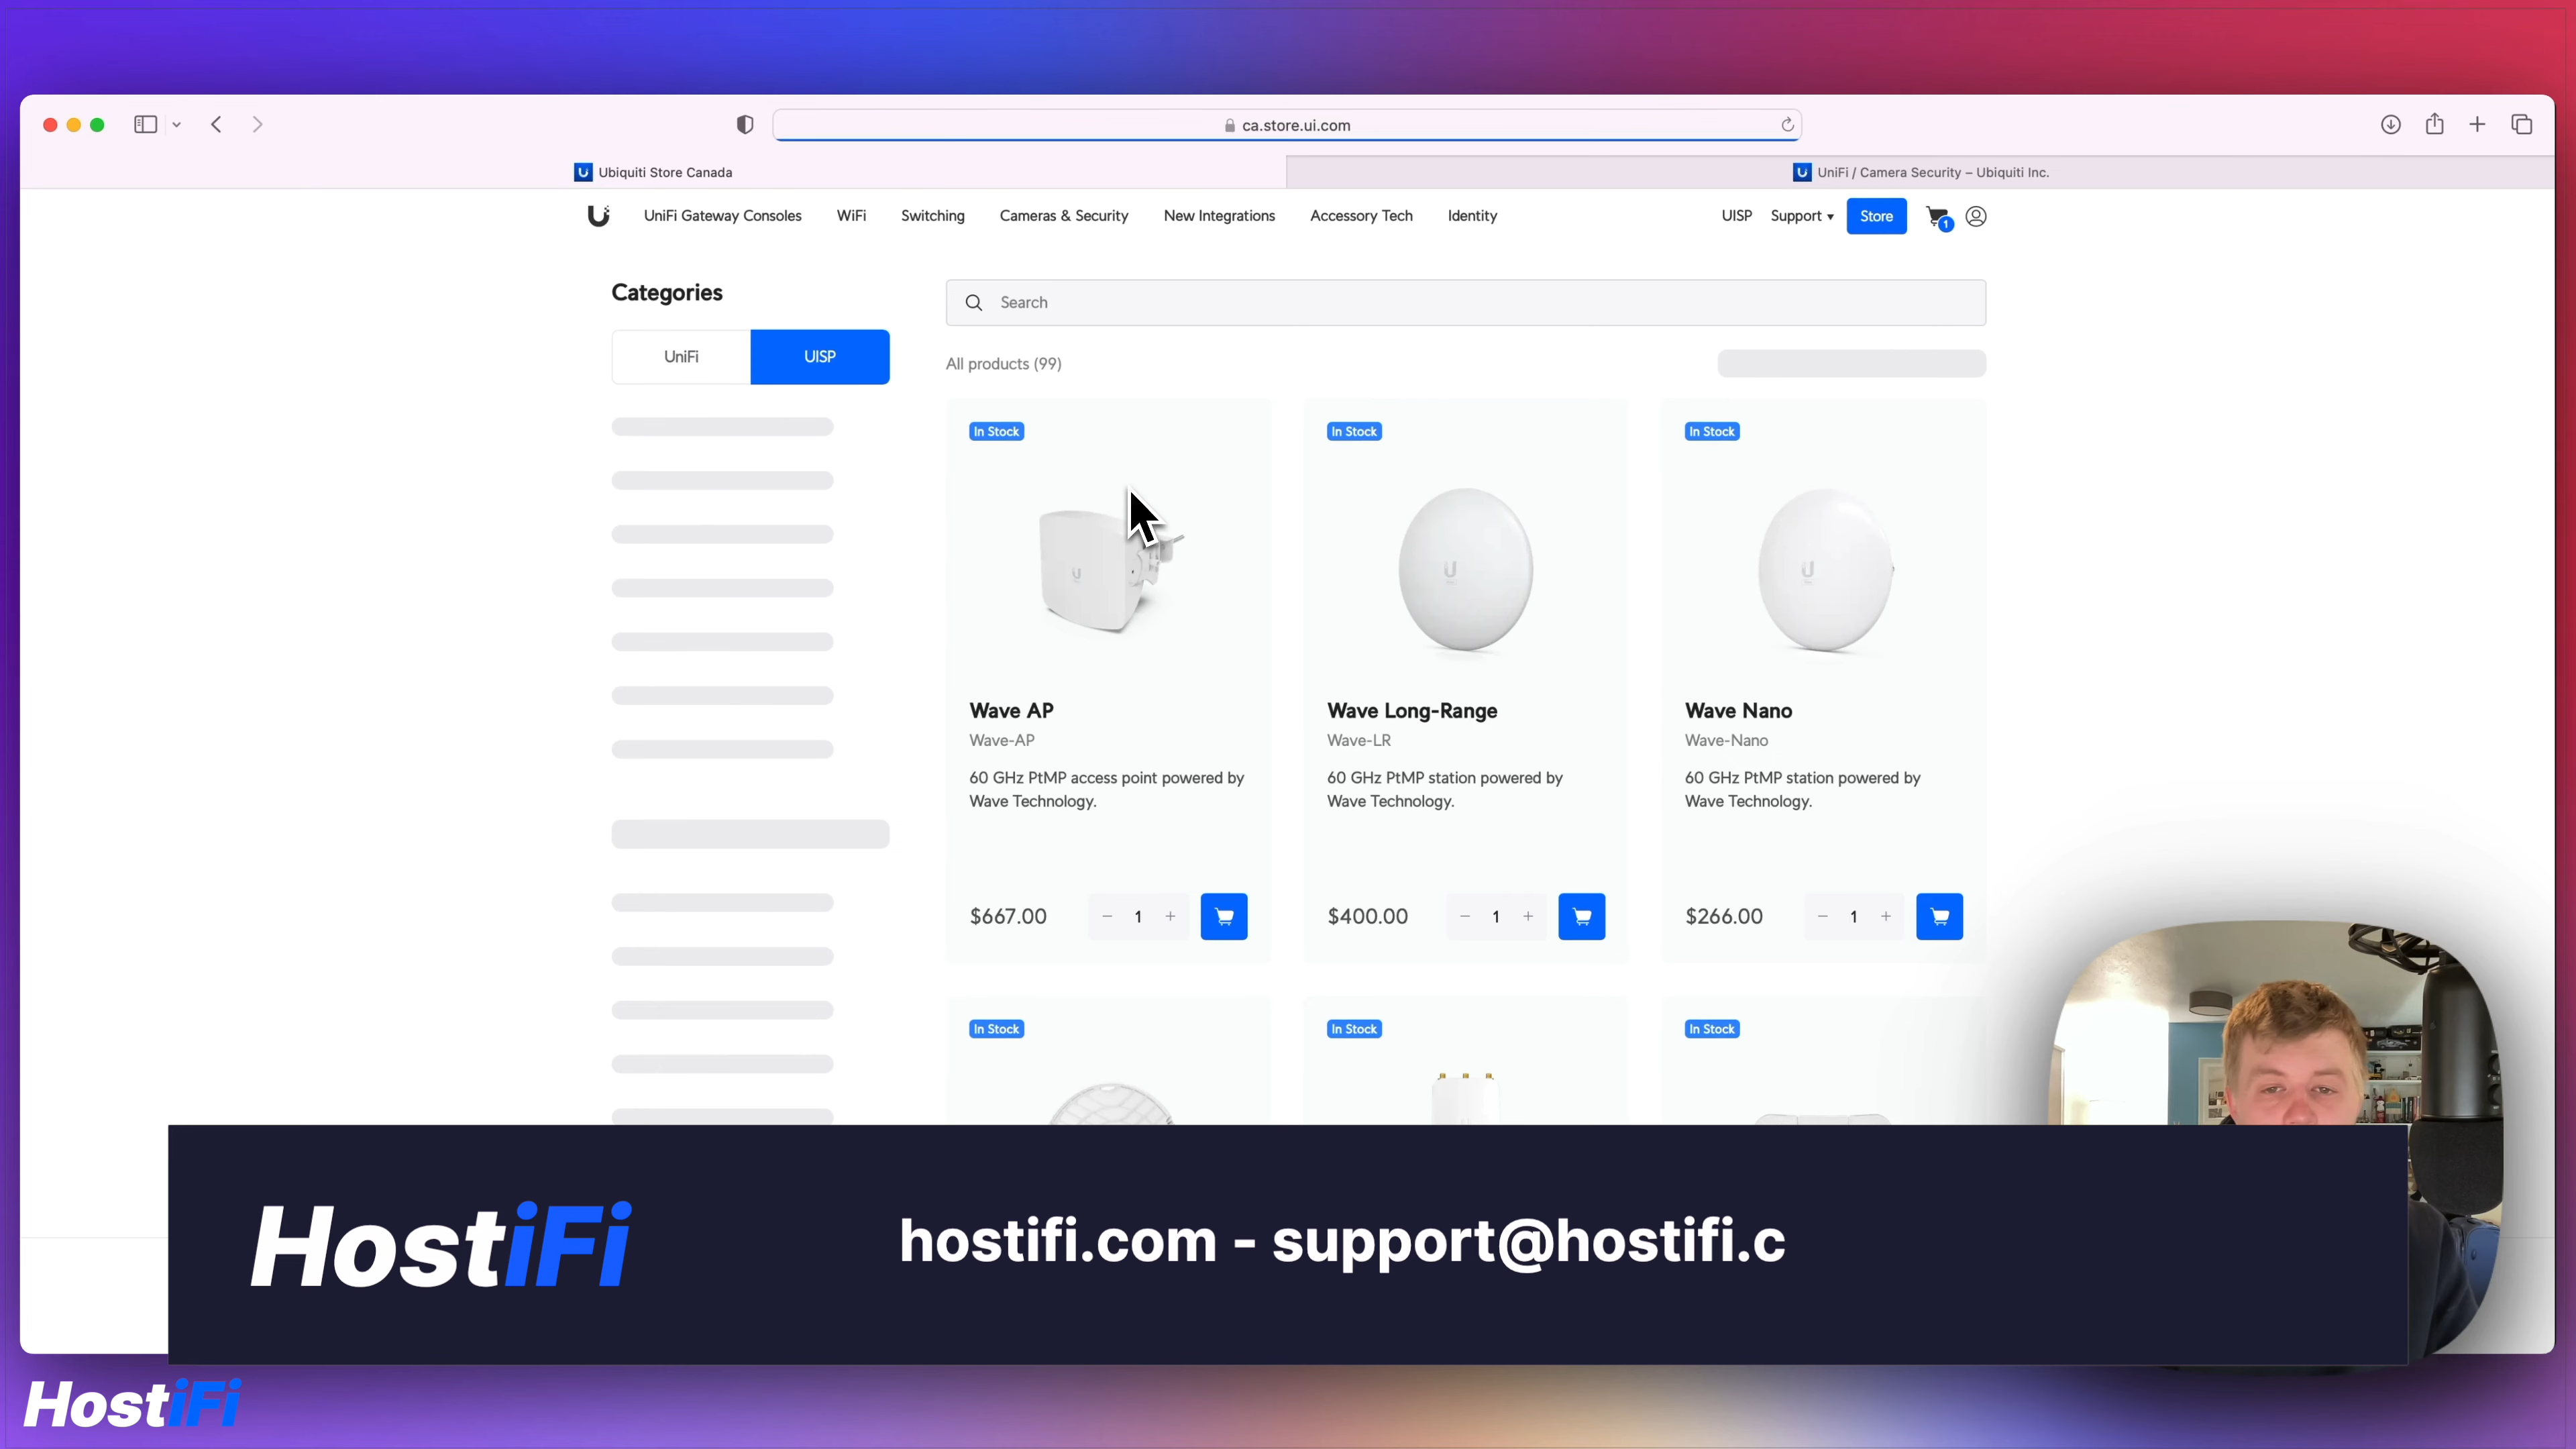 ca.store.ui.com
Ubiquiti Store Canada
UniFi / Camera Security – Ubiquiti Inc.
UniFi Gateway Consoles
WiFi
Switching
Cameras & Security
New Integrations
Accessory Tech
Identity
UISP
Support
Store
1
Categories
UniFi
UISP
Search
All products (99)
In Stock
Wave AP
Wave-AP
60 GHz PtMP access point powered by
Wave Technology.
$667.00
− 1 +
In Stock
Wave Long-Range
Wave-LR
60 GHz PtMP station powered by
Wave Technology.
$400.00
− 1 +
In Stock
Wave Nano
Wave-Nano
60 GHz PtMP station powered by
Wave Technology.
$266.00
− 1 +
In Stock
In Stock
In Stock
HostiFi
hostifi.com - support@hostifi.c
HostiFi